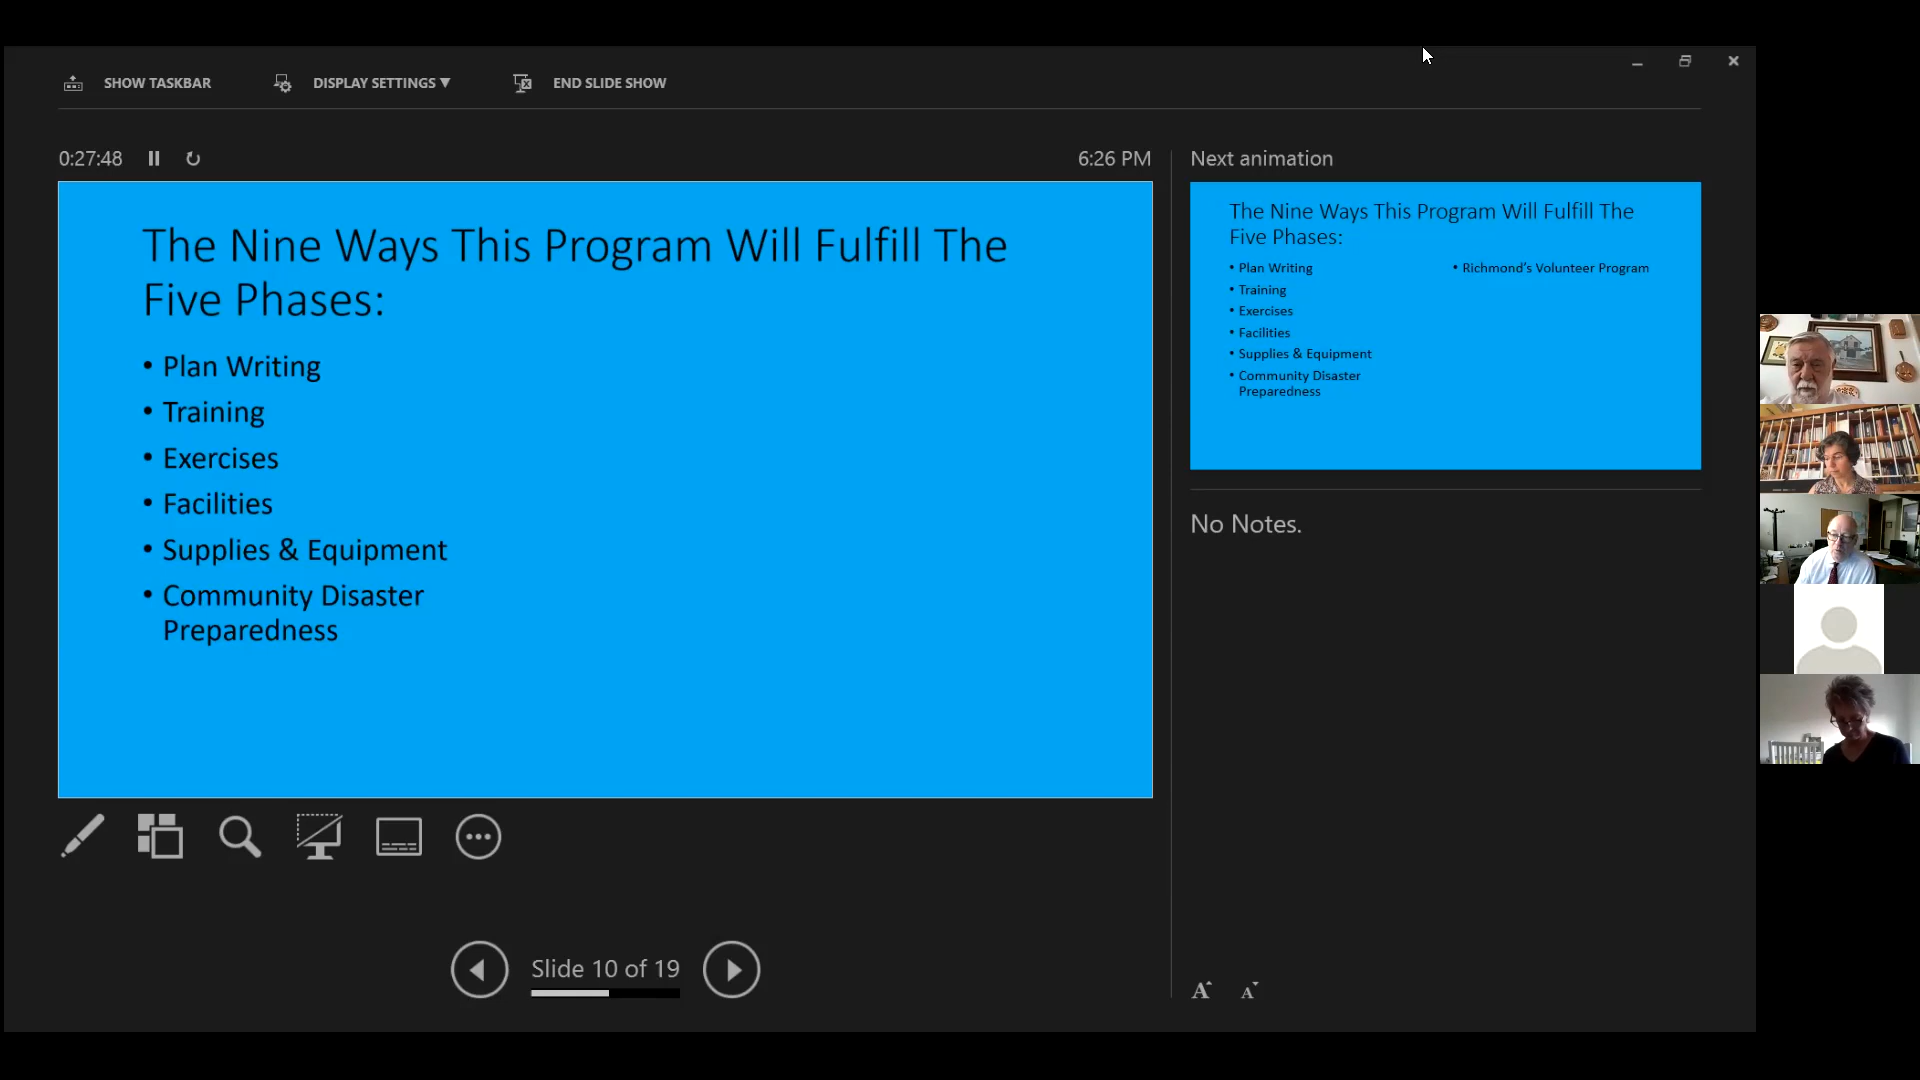 SHOW TASKBAR
DISPLAY SETTINGS ▼
END SLIDE SHOW
0:27:48
6:26 PM
The Nine Ways This Program Will Fulfill The
Five Phases:
• Plan Writing
• Training
• Exercises
• Facilities
• Supplies & Equipment
• Community Disaster
Preparedness
Next animation
The Nine Ways This Program Will Fulfill The
Five Phases:
• Plan Writing
• Training
• Exercises
• Facilities
• Supplies & Equipment
• Community Disaster
Preparedness
• Richmond's Volunteer Program
No Notes.
Slide 10 of 19
A A